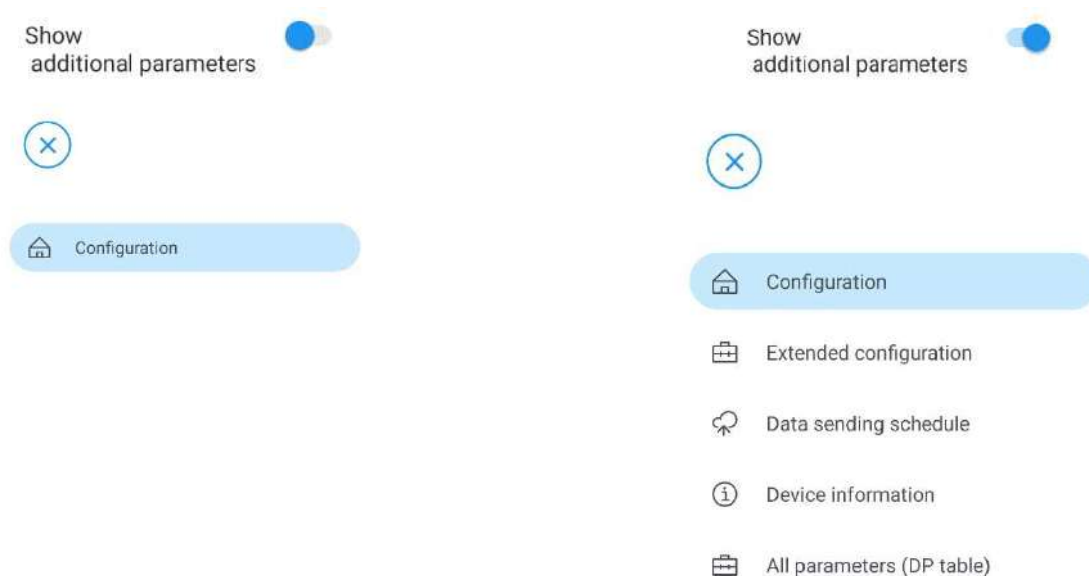 Show
additional parameters
Configuration
Show
additional parameters
Configuration
Extended configuration
Data sending schedule
Device information
All parameters (DP table)